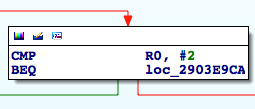 CMP R0, #2
BEQ loc_2903E9CA